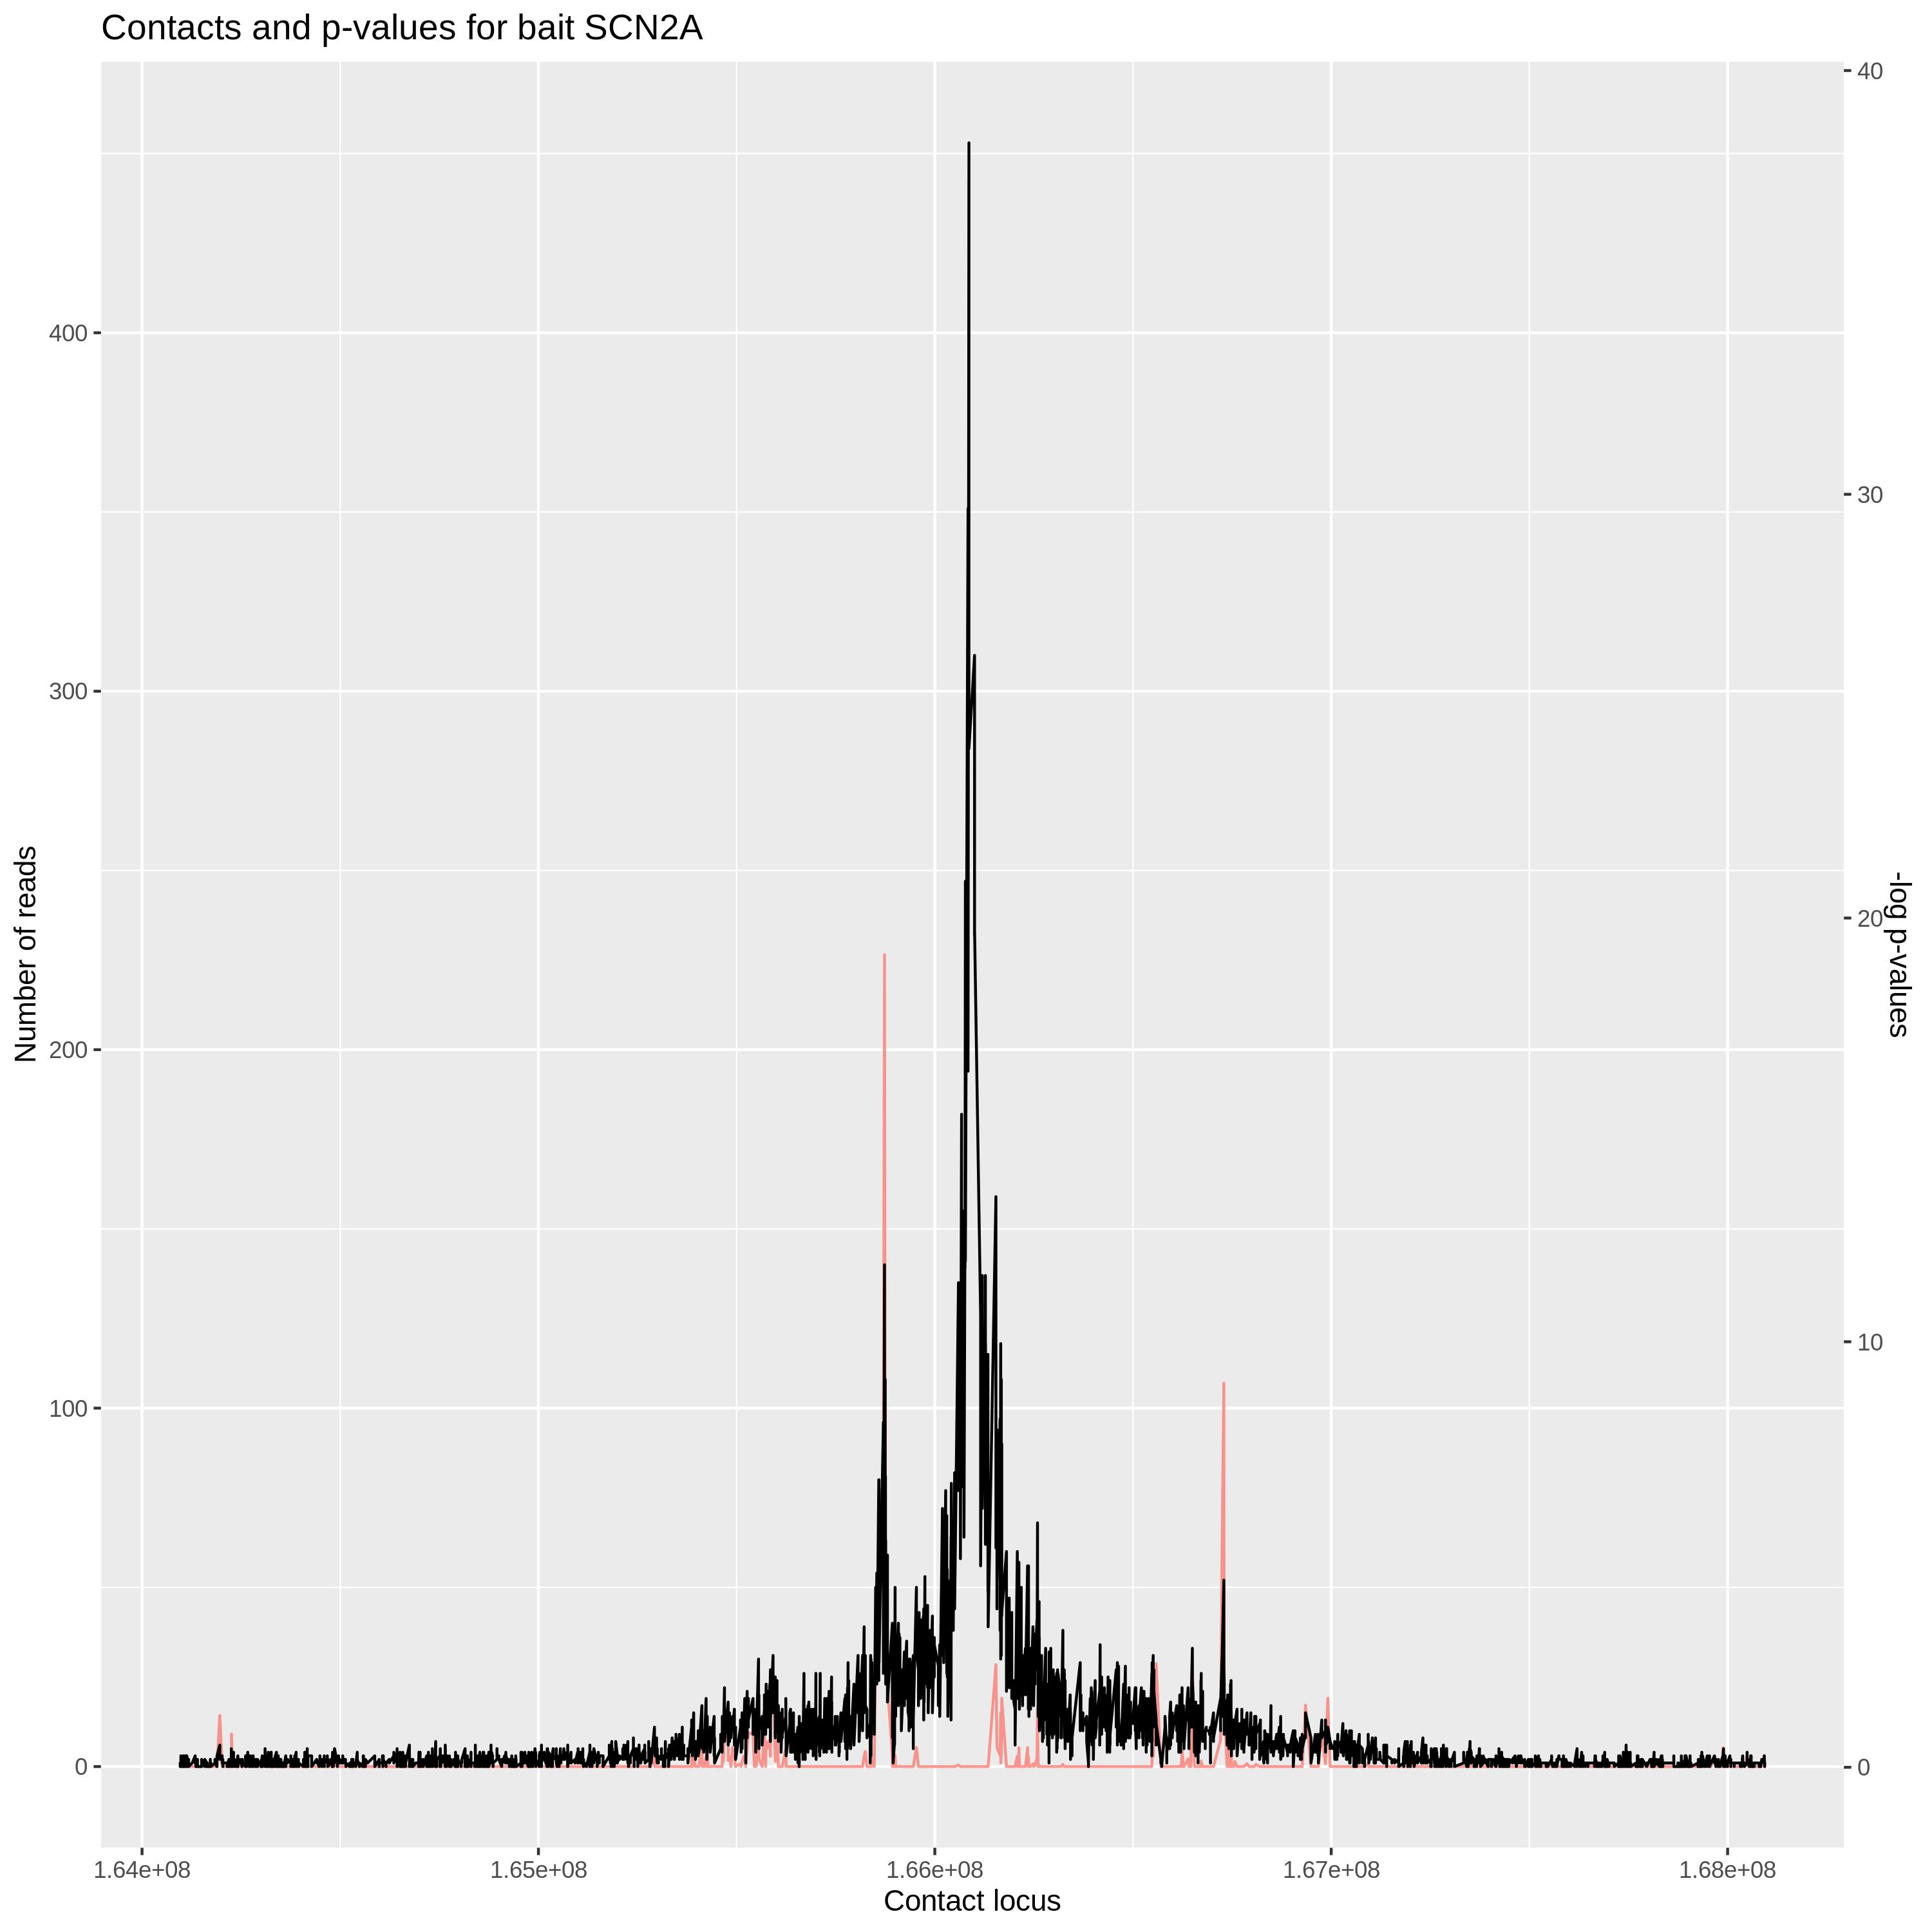 Contacts and p-values for bait SCN2A
40
400
30
300
Number of reads
20
-log p-values
200
10
100
0
0
1.64e+08 1.65e+08 1.66e+08 1.67e+08 1.68e+08
Contact locus